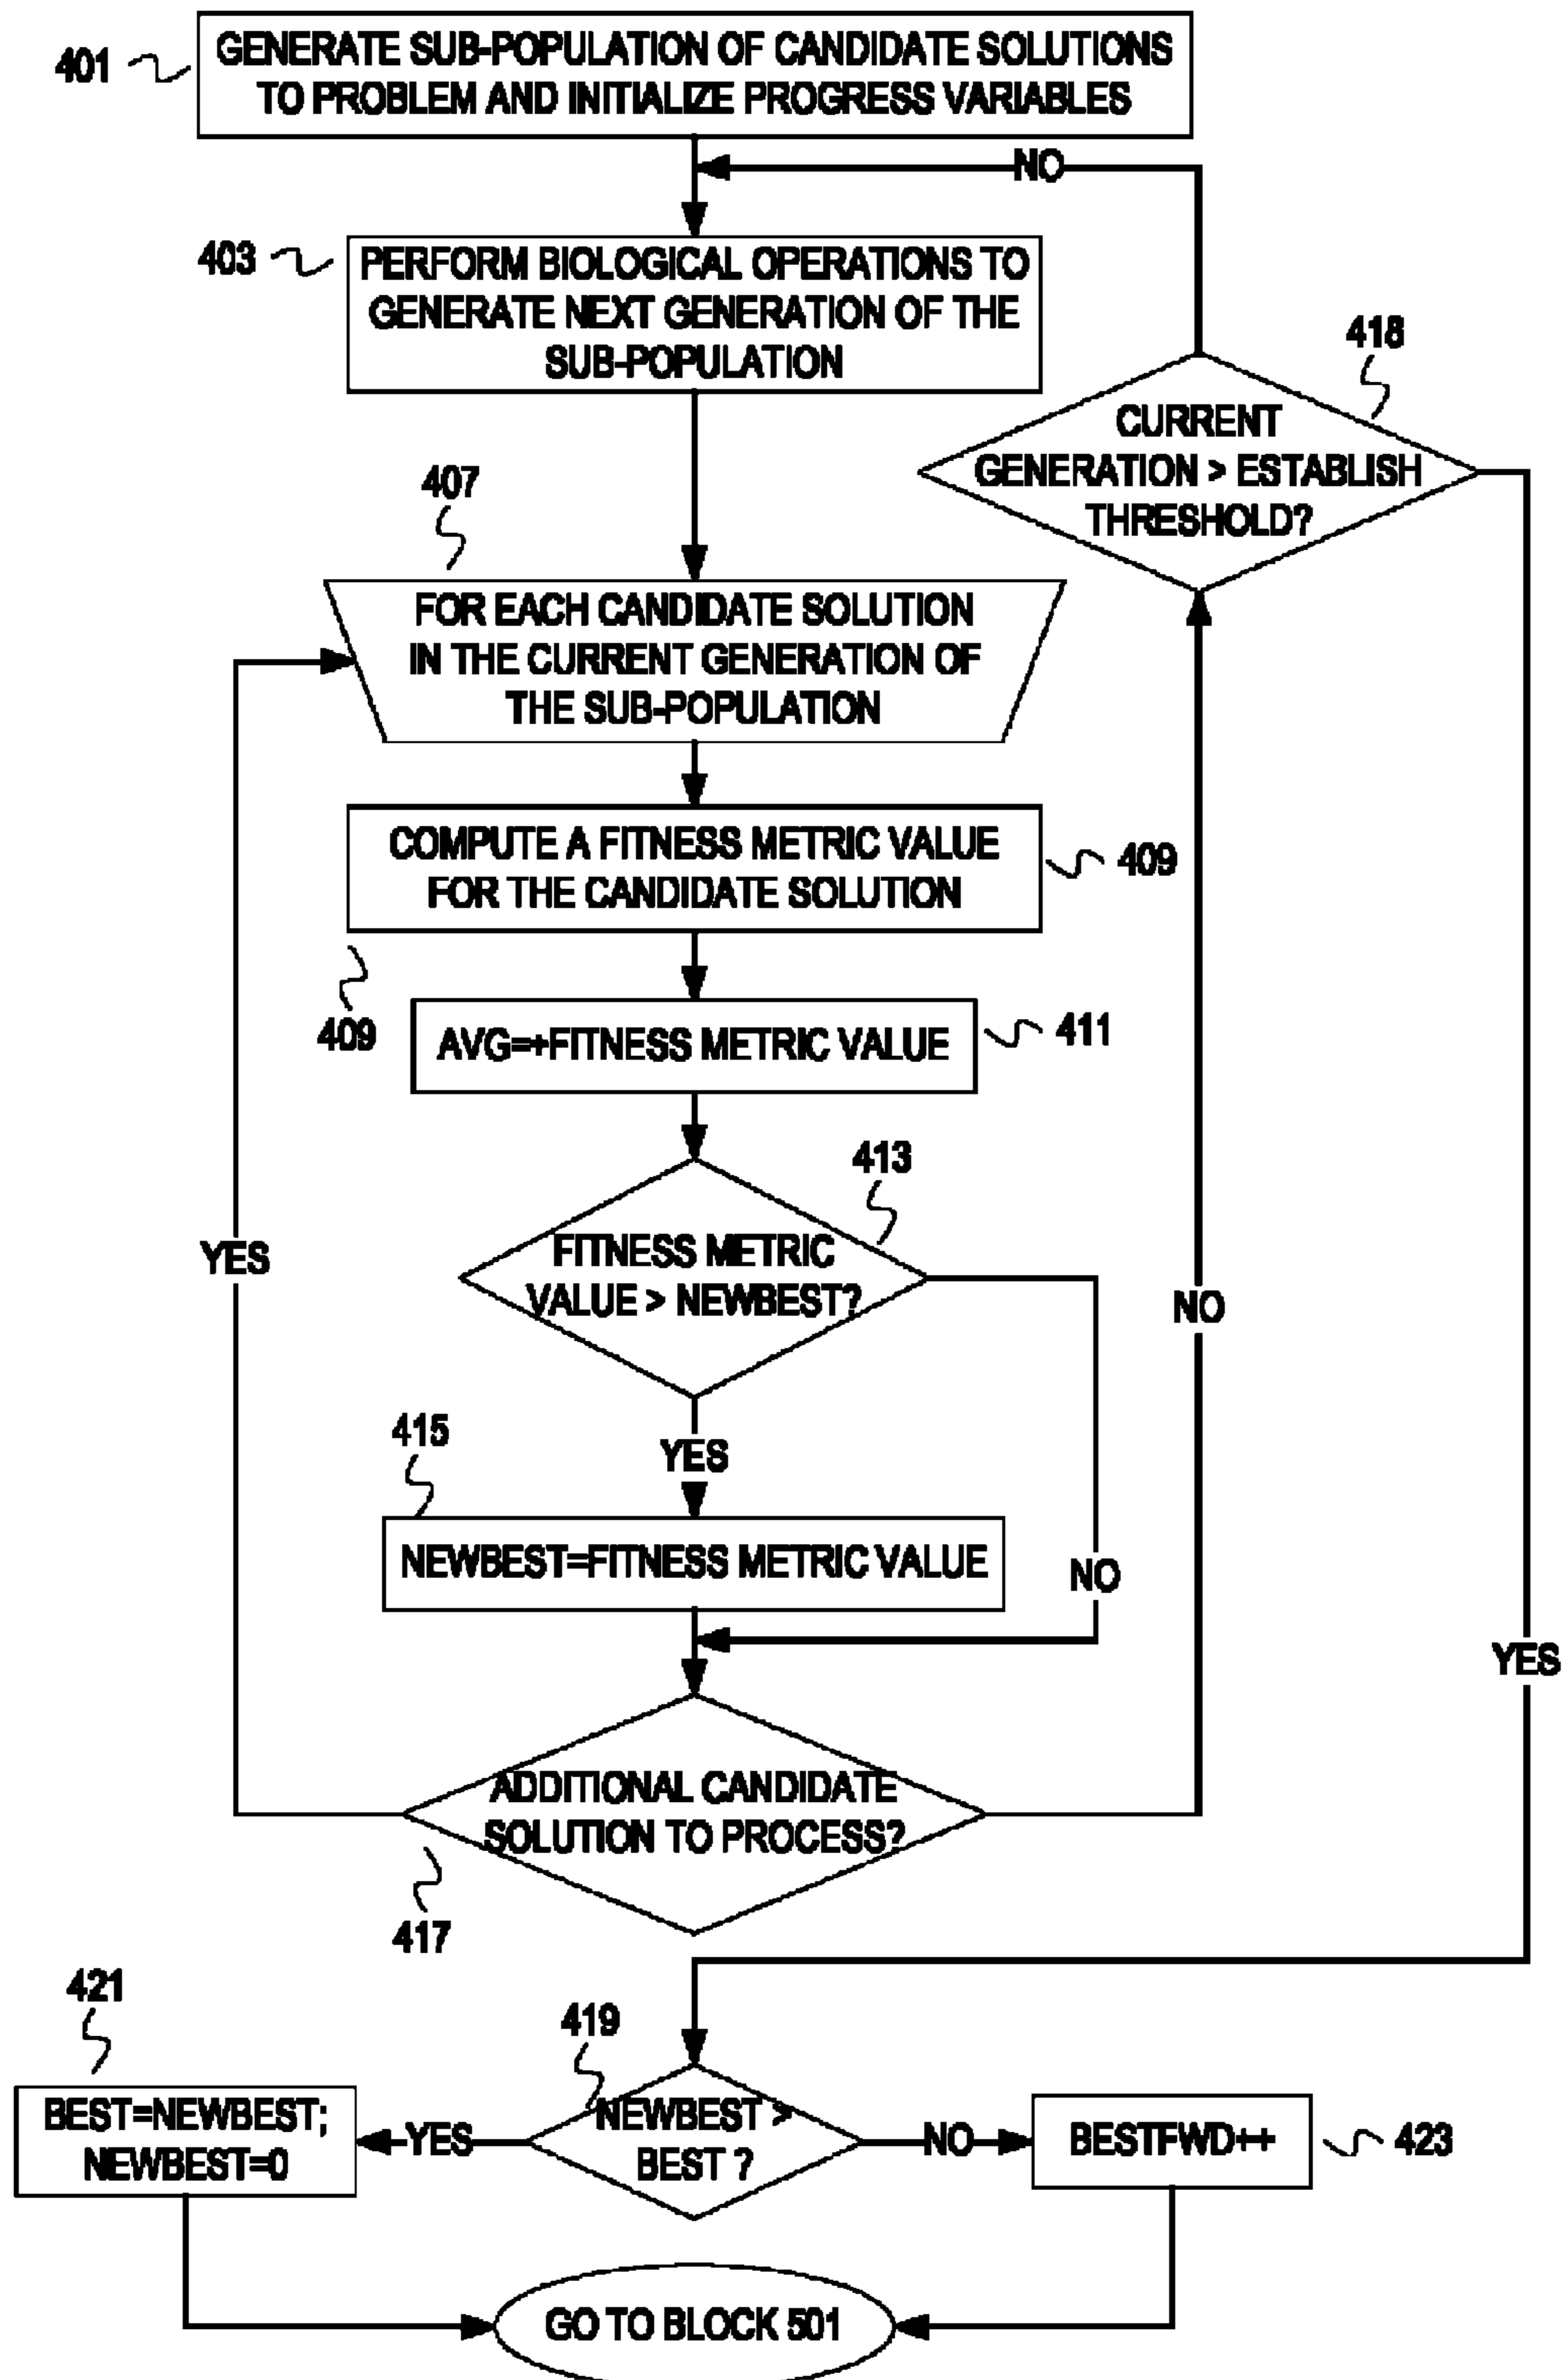 401
GENERATE SUB-POPULATION OF CANDIDATE SOLUTIONS
TO PROBLEM AND INITIALIZE PROGRESS VARIABLES
NO
403
PERFORM BIOLOGICAL OPERATIONS TO
GENERATE NEXT GENERATION OF THE
SUB-POPULATION
418
CURRENT
GENERATION > ESTABLISH
THRESHOLD?
407
FOR EACH CANDIDATE SOLUTION
IN THE CURRENT GENERATION OF
THE SUB-POPULATION
COMPUTE A FITNESS METRIC VALUE
FOR THE CANDIDATE SOLUTION
409
409
AVG=+FITNESS METRIC VALUE
411
413
FITNESS METRIC
VALUE > NEWBEST?
YES
NO
415
YES
NEWBEST=FITNESS METRIC VALUE
NO
YES
ADDITIONAL CANDIDATE
SOLUTION TO PROCESS?
417
421
419
BEST=NEWBEST;
NEWBEST=0
YES
NEWBEST >
BEST ?
NO
BESTFWD++
423
GO TO BLOCK 501